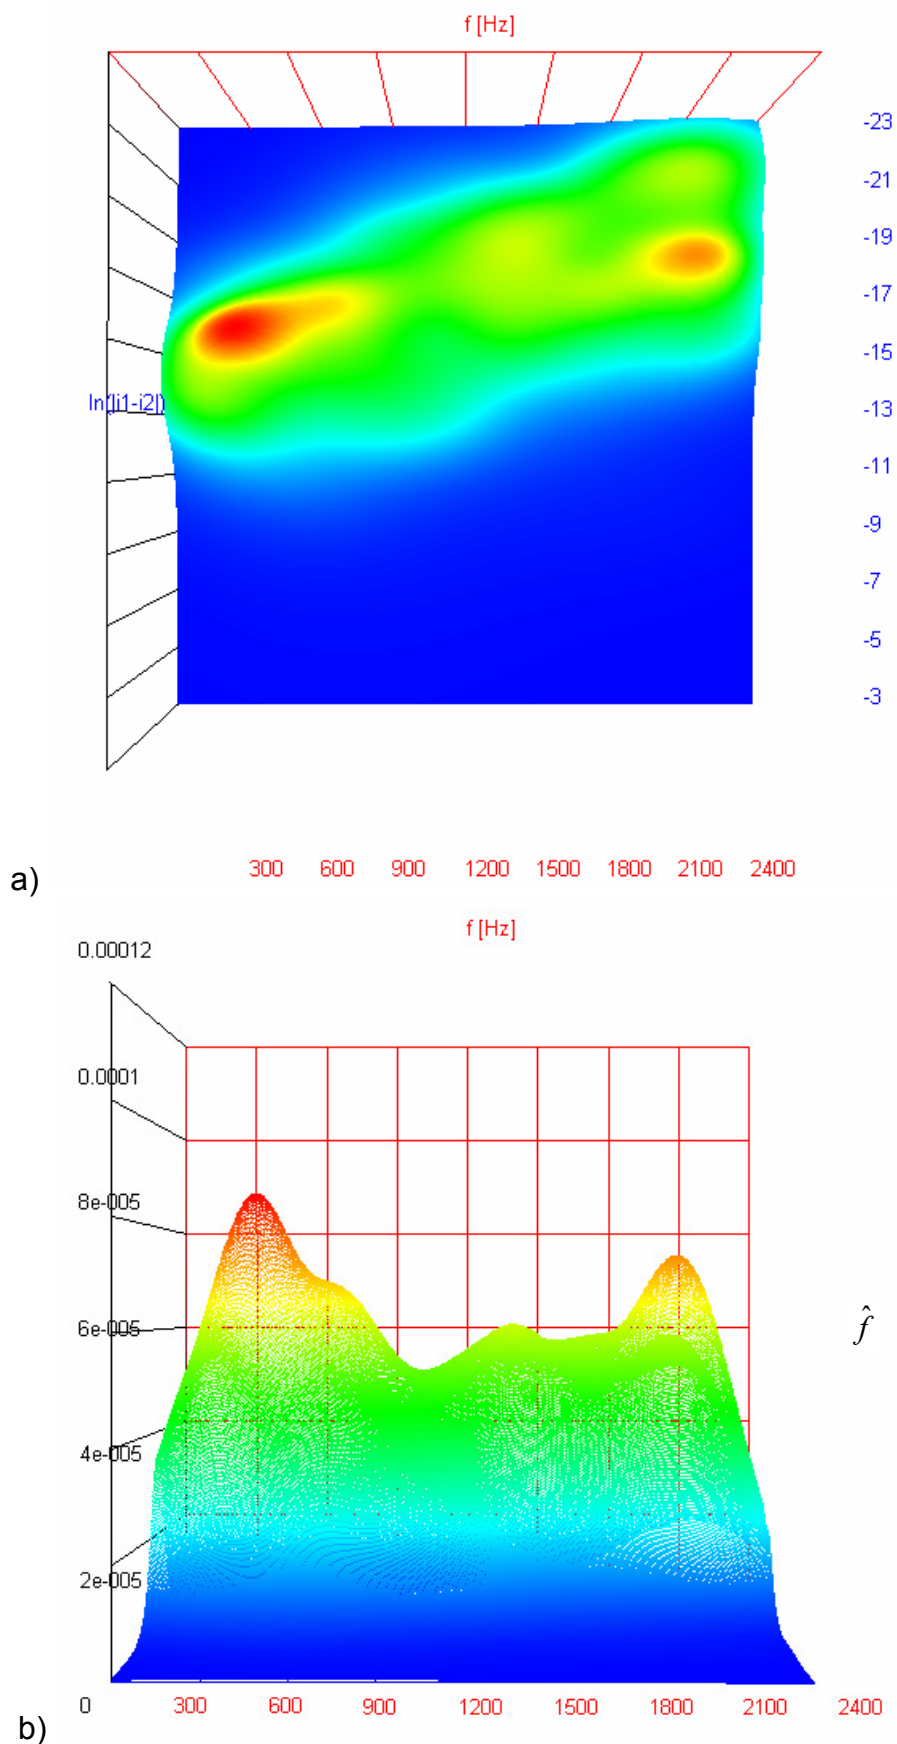 f [Hz]
-23
-21
-19
-17
-15
ln(|i1-i2|)
-13
-11
-9
-7
-5
-3
a)
300 600 900 1200 1500 1800 2100 2400
f [Hz]
0.00012
0.0001
8e-005
6e-005
f̂
4e-005
2e-005
0 300 600 900 1200 1500 1800 2100 2400
b)